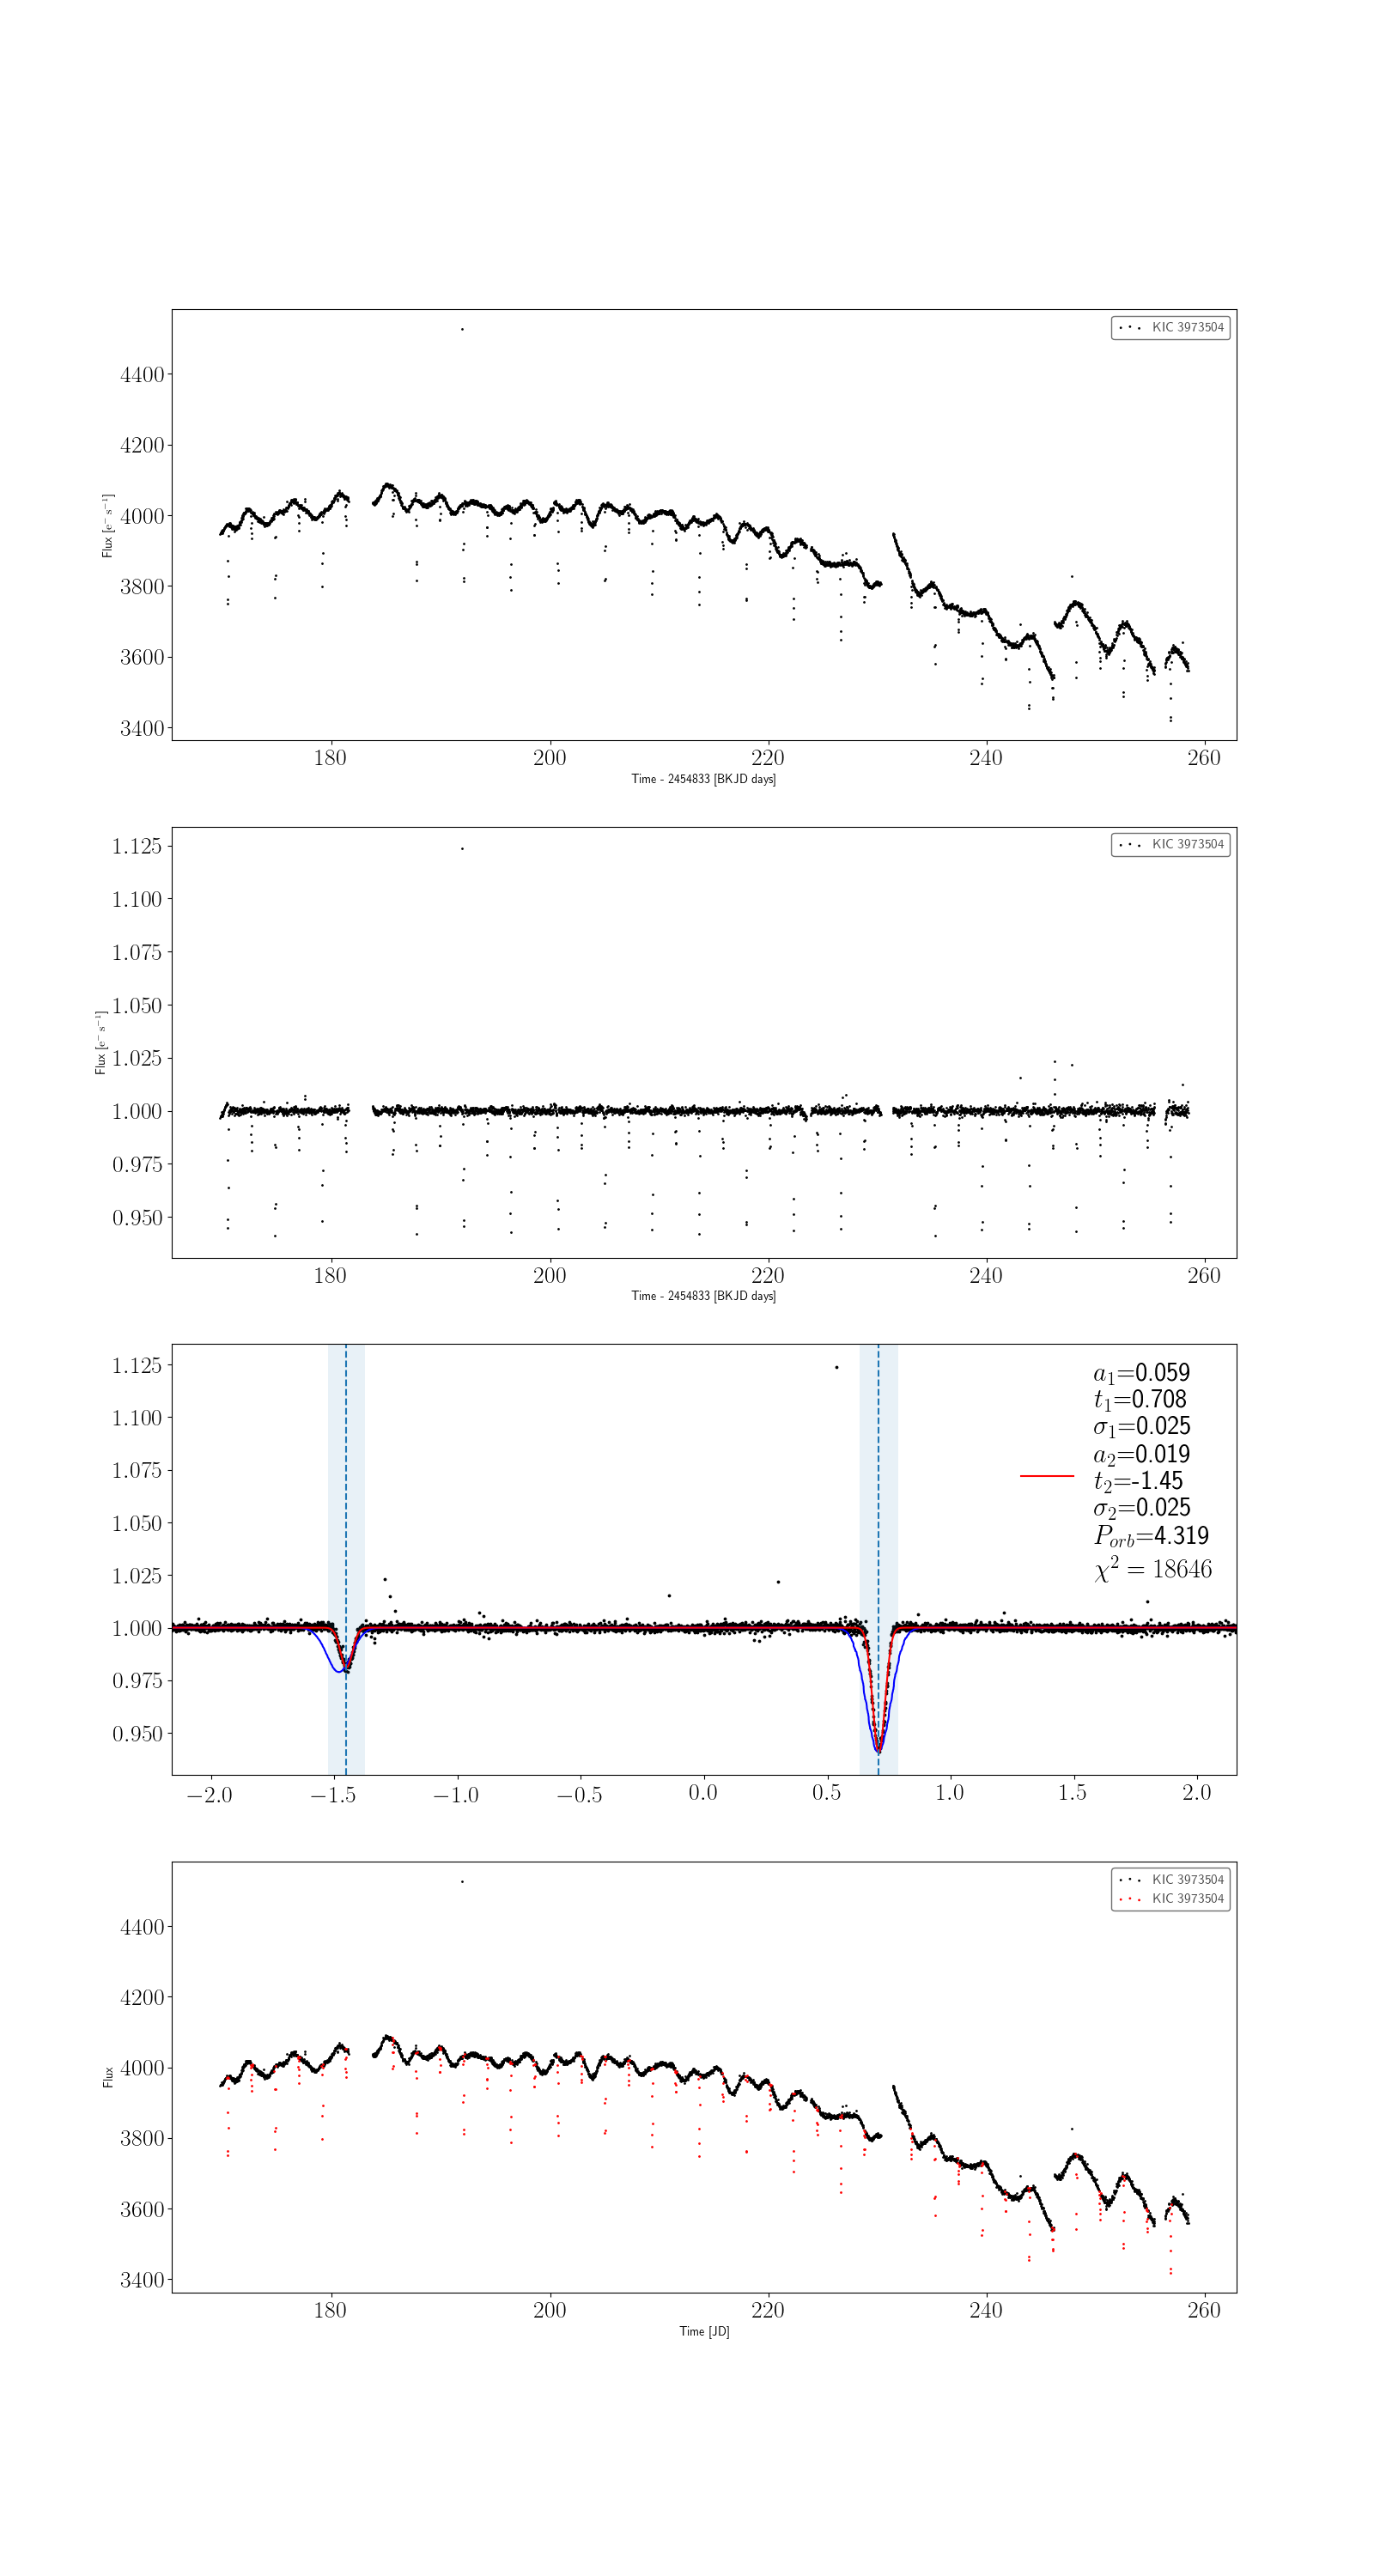 KIC 3973504
4400
4200
4000
3800
3600
3400
Flux [e⁻ s⁻¹]
180 200 220 240 260
Time - 2454833 [BKJD days]
KIC 3973504
1.125
1.100
1.075
1.050
1.025
1.000
0.975
0.950
Flux [e⁻ s⁻¹]
180 200 220 240 260
Time - 2454833 [BKJD days]
1.125
1.100
1.075
1.050
1.025
1.000
0.975
0.950
a₁=0.059
t₁=0.708
σ₁=0.025
a₂=0.019
t₂=-1.45
σ₂=0.025
P_orb=4.319
χ² = 18646
−2.0 −1.5 −1.0 −0.5 0.0 0.5 1.0 1.5 2.0
KIC 3973504
KIC 3973504
4400
4200
4000
3800
3600
3400
Flux
180 200 220 240 260
Time [JD]